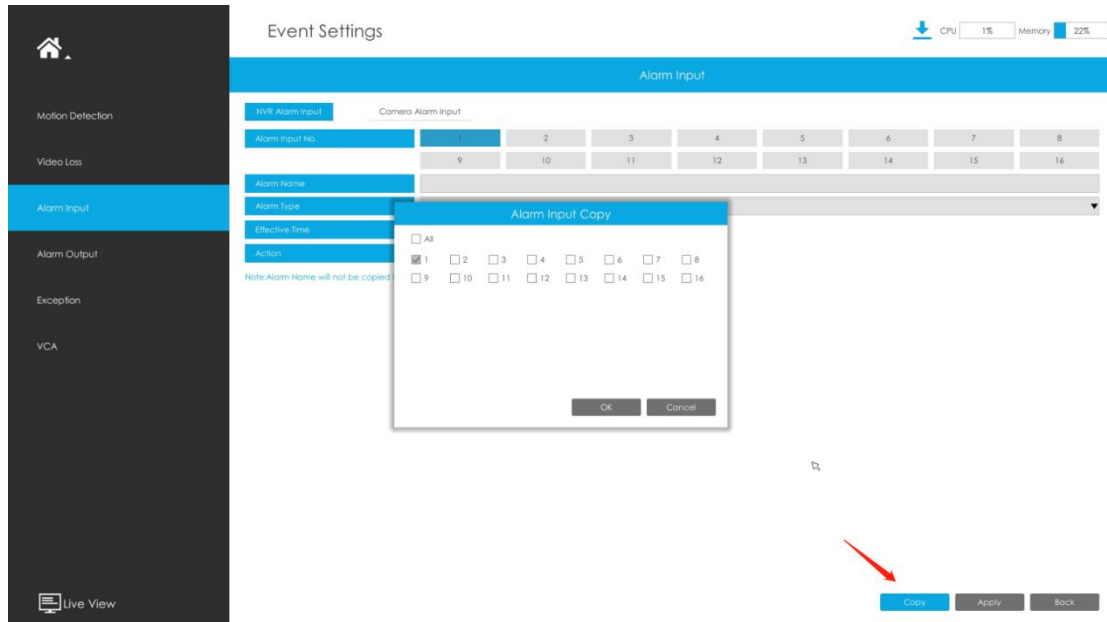 Event Settings
CPU 1% Memory 22%
Alarm Input
Motion Detection
Video Loss
Alarm Input
Alarm Output
Exception
VCA
Live View
NVR Alarm Input Camera Alarm Input
Alarm Input No. 1 2 3 4 5 6 7 8
9 10 11 12 13 14 15 16
Alarm Name
Alarm Type
Effective Time
Action
Note:Alarm Name will not be copied
Alarm Input Copy
All
1 2 3 4 5 6 7 8
9 10 11 12 13 14 15 16
OK Cancel
Copy Apply Back